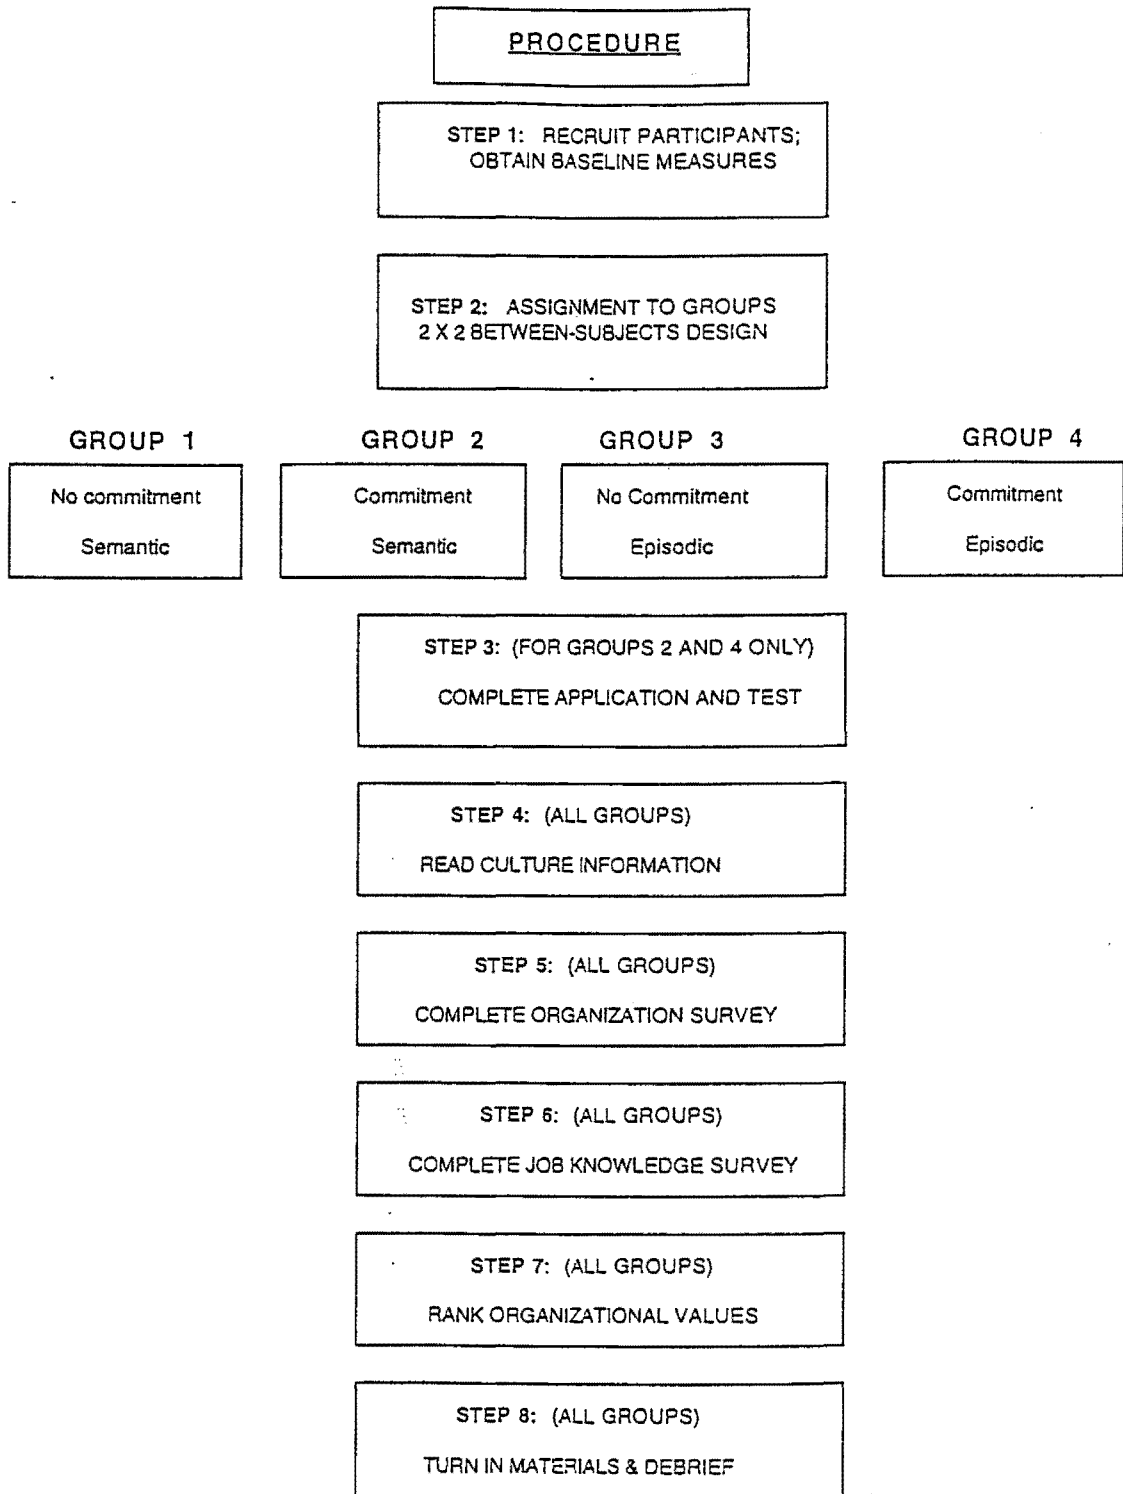 PROCEDURE
STEP 1: RECRUIT PARTICIPANTS;
OBTAIN BASELINE MEASURES
STEP 2: ASSIGNMENT TO GROUPS
2 X 2 BETWEEN-SUBJECTS DESIGN
GROUP 1
No commitment
Semantic
GROUP 2
Commitment
Semantic
GROUP 3
No Commitment
Episodic
GROUP 4
Commitment
Episodic
STEP 3: (FOR GROUPS 2 AND 4 ONLY)
COMPLETE APPLICATION AND TEST
STEP 4: (ALL GROUPS)
READ CULTURE INFORMATION
STEP 5: (ALL GROUPS)
COMPLETE ORGANIZATION SURVEY
STEP 6: (ALL GROUPS)
COMPLETE JOB KNOWLEDGE SURVEY
STEP 7: (ALL GROUPS)
RANK ORGANIZATIONAL VALUES
STEP 8: (ALL GROUPS)
TURN IN MATERIALS & DEBRIEF